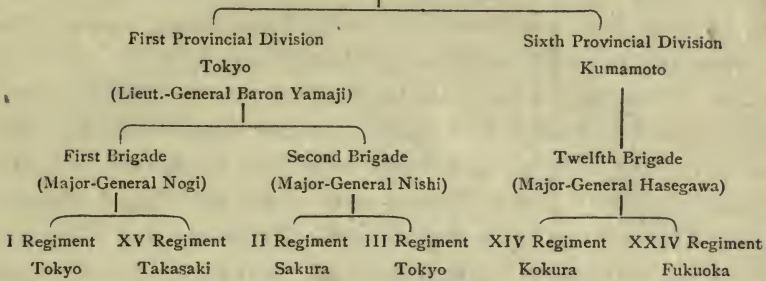 First Provincial Division Sixth Provincial Division
Tokyo Kumamoto
(Lieut.-General Baron Yamaji)
First Brigade Second Brigade Twelfth Brigade
(Major-General Nogi) (Major-General Nishi) (Major-General Hasegawa)
I Regiment XV Regiment II Regiment III Regiment XIV Regiment XXIV Regiment
Tokyo Takasaki Sakura Tokyo Kokura Fukuoka